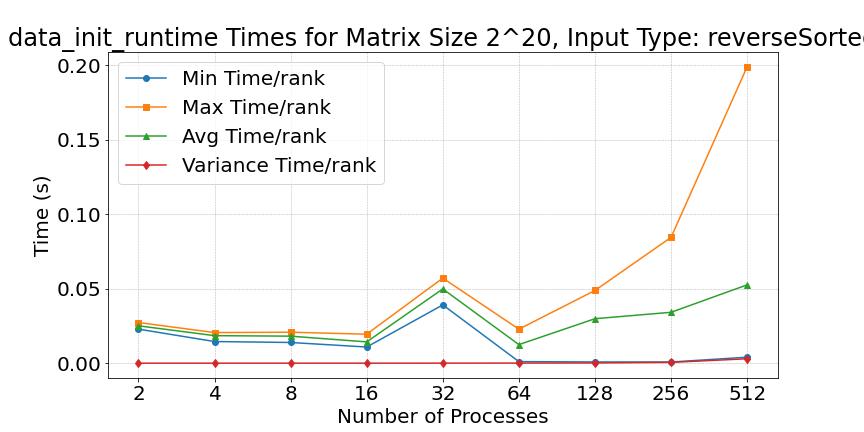 data_init_runtime Times for Matrix Size 2^20, Input Type: reverseSorte
Min Time/rank
Max Time/rank
Avg Time/rank
Variance Time/rank
Time (s)
0.20
0.15
0.10
0.05
0.00
2 4 8 16 32 64 128 256 512
Number of Processes